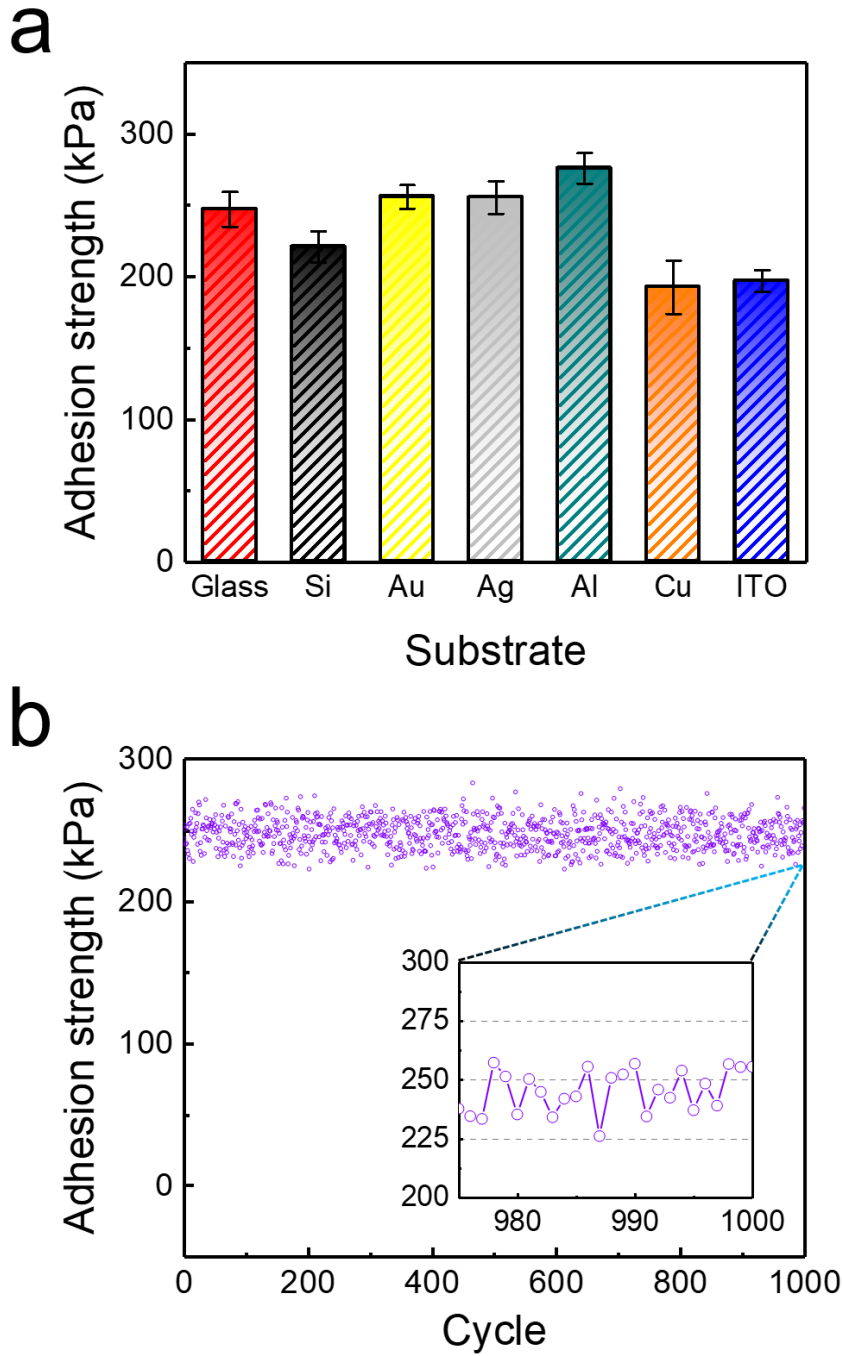 a
Adhesion strength (kPa)
300
200
100
0
Glass Si Au Ag Al Cu ITO
Substrate
b
Adhesion strength (kPa)
300
200
100
0
300
275
250
225
200
980 990 1000
0 200 400 600 800 1000
Cycle